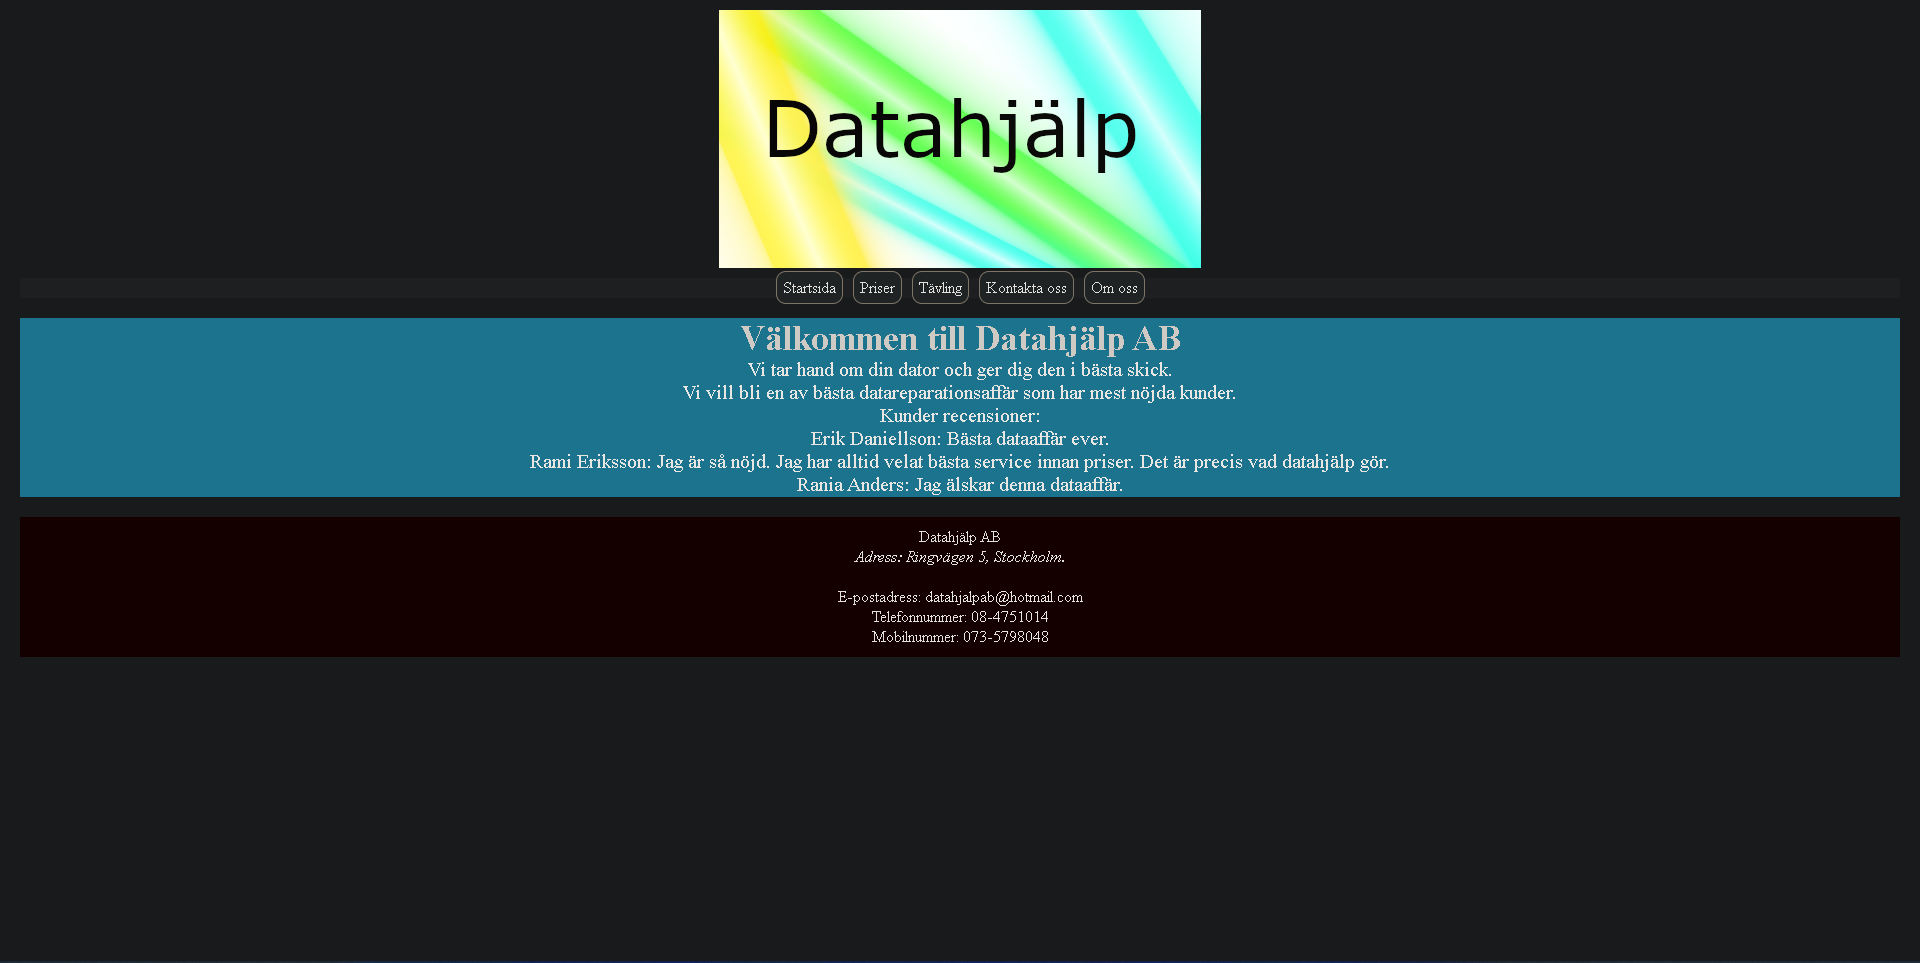 Datahjälp
Startsida Priser Tävling Kontakta oss Om oss
Välkommen till Datahjälp AB
Vi tar hand om din dator och ger dig den i bästa skick.
Vi vill bli en av bästa datareparationsaffär som har mest nöjda kunder.
Kunder recensioner:
Erik Daniellson: Bästa dataaffär ever.
Rami Eriksson: Jag är så nöjd. Jag har alltid velat bästa service innan priser. Det är precis vad datahjälp gör.
Rania Anders: Jag älskar denna dataaffär.
Datahjälp AB
Adress: Ringvägen 5, Stockholm.
E-postadress: datahjalpab@hotmail.com
Telefonnummer: 08-4751014
Mobilnummer: 073-5798048